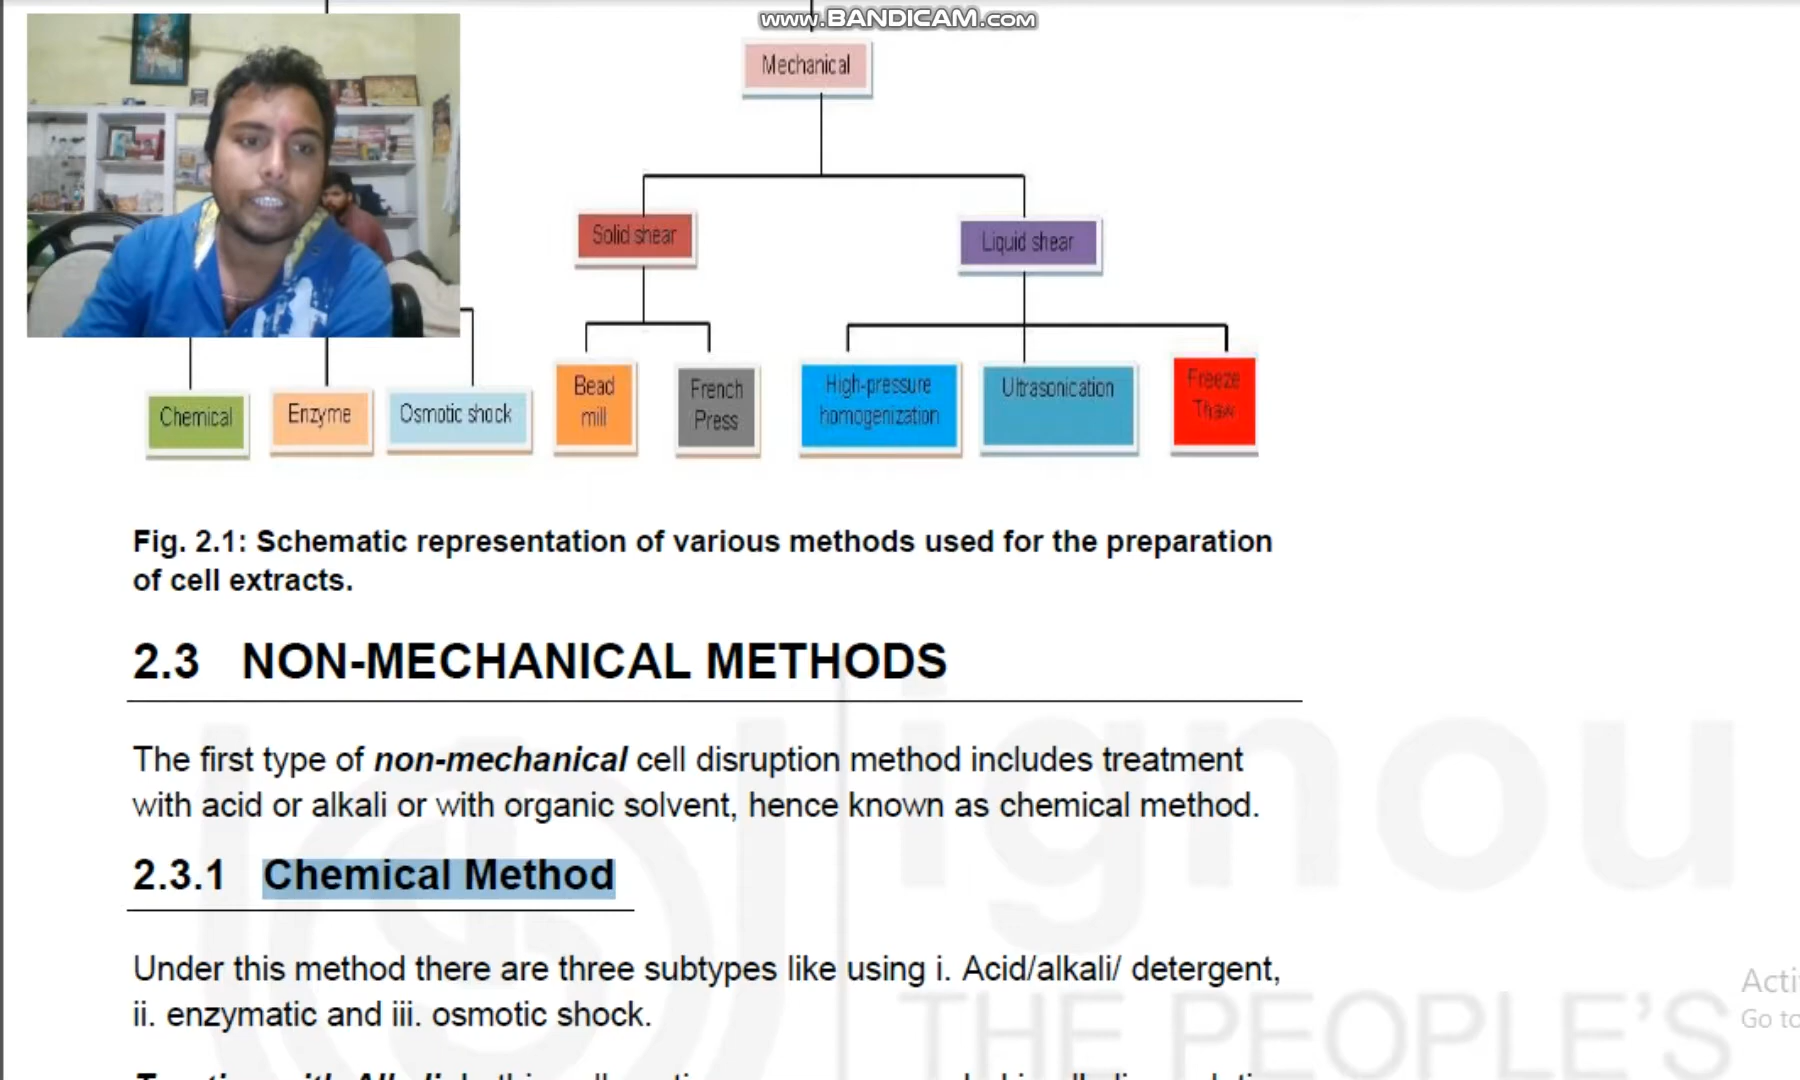 www.BANDICAM.com
Mechanical
Solid shear
Liquid shear
Chemical
Enzyme
Osmotic shock
Bead
mill
French
Press
High-pressure
homogenization
Ultrasonication
Freeze
Thaw
Fig. 2.1: Schematic representation of various methods used for the preparation
of cell extracts.
2.3 NON-MECHANICAL METHODS
The first type of non-mechanical cell disruption method includes treatment
with acid or alkali or with organic solvent, hence known as chemical method.
2.3.1 Chemical Method
Under this method there are three subtypes like using i. Acid/alkali/ detergent,
ii. enzymatic and iii. osmotic shock.
ignou
THE PEOPLE'S
Go to